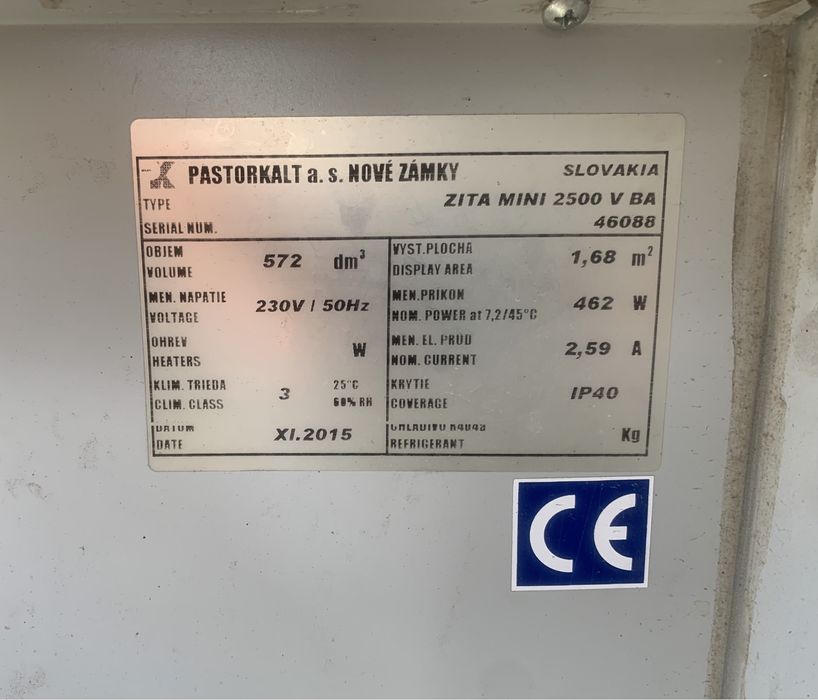 PASTORKALT a. s. NOVÉ ZÁMKY SLOVAKIA
TYPE ZITA MINI 2500 V BA
SERIAL NUM. 46088
OBJEM
VOLUME 572 dm³
VYST.PLOCHA
DISPLAY AREA 1,68 m²
MEN. NAPATIE
VOLTAGE 230V / 50Hz
MEN.PRÍKON
NOM. POWER at 7,2/45°C 462 W
OHREV
HEATERS W
MEN. EL. PRUD
NOM. CURRENT 2,59 A
KLIM. TRIEDA 25°C
CLIM. CLASS 3 60% RH
KRYTIE
COVERAGE IP40
DATUM
DATE XI.2015
CHLADIVO
REFRIGERANT Kg
CE